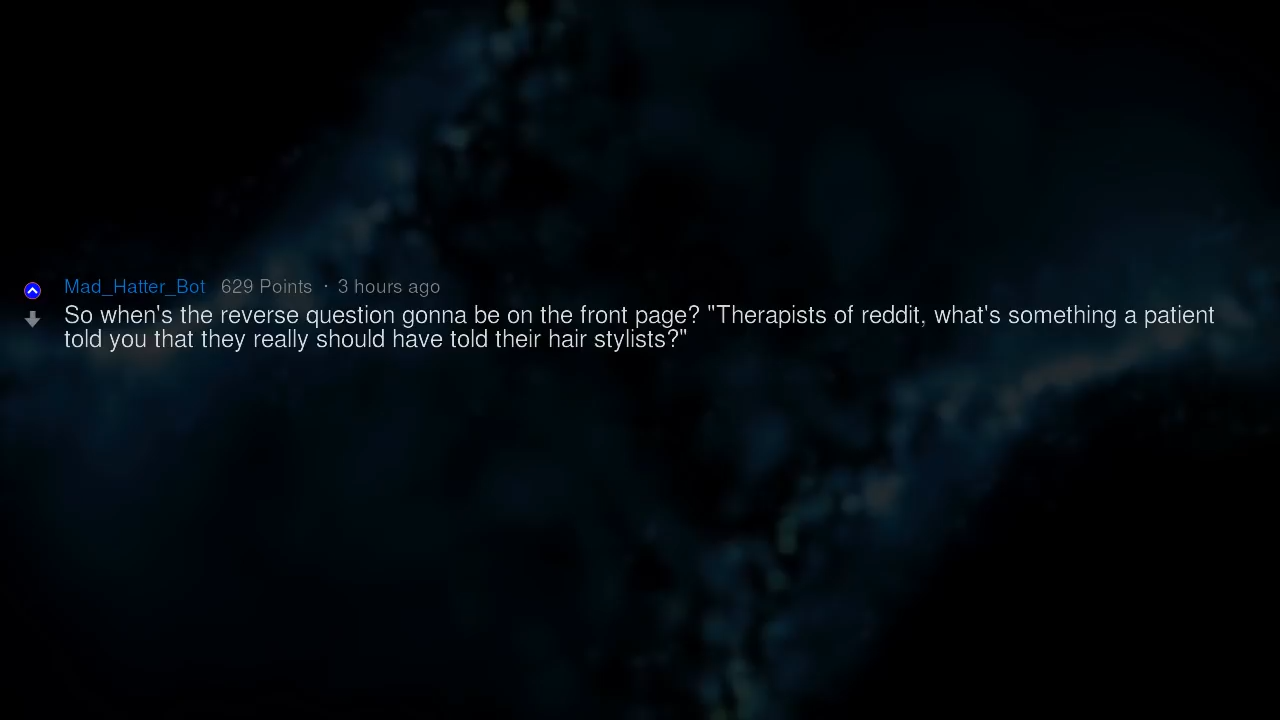 Mad_Hatter_Bot 629 Points · 3 hours ago
So when's the reverse question gonna be on the front page? "Therapists of reddit, what's something a patient
told you that they really should have told their hair stylists?"